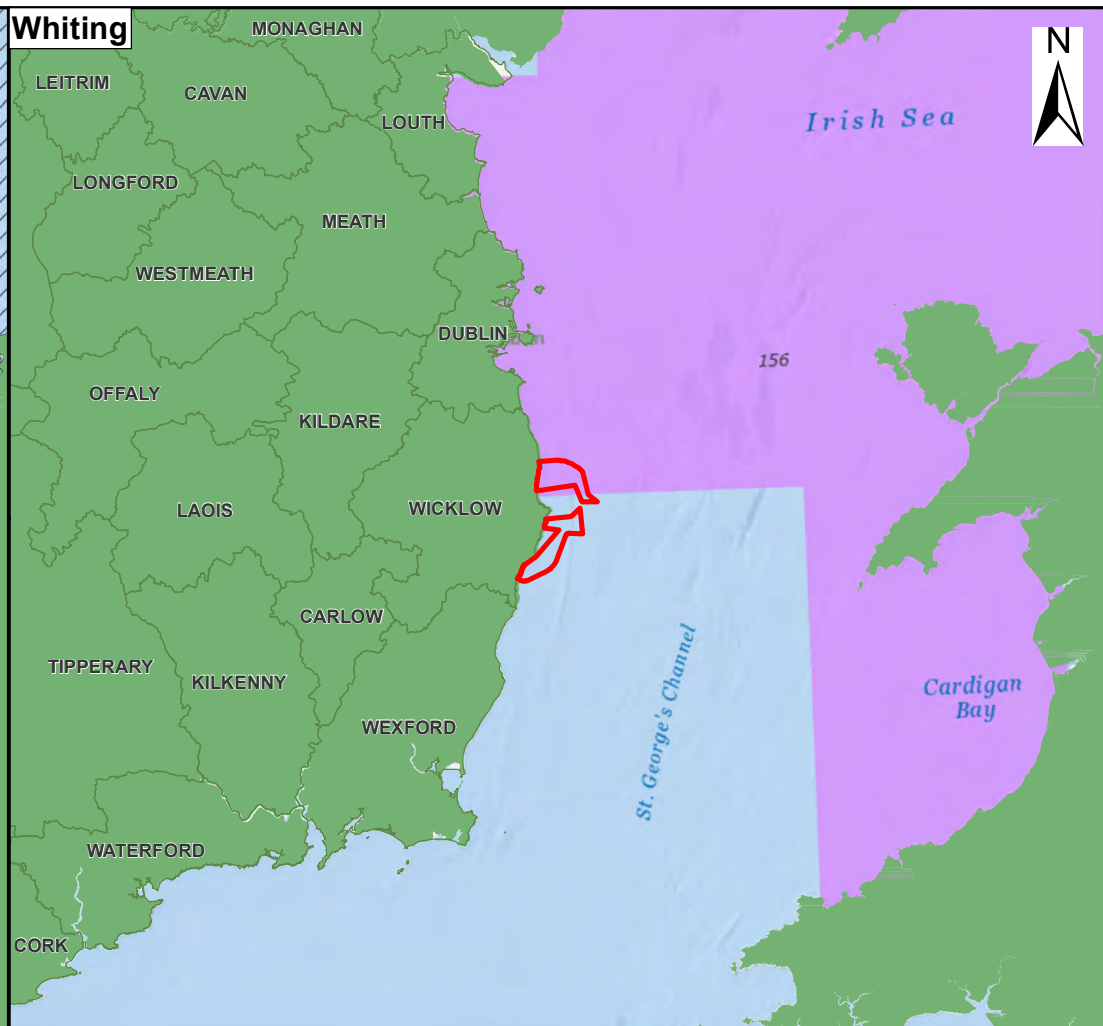 Whiting
MONAGHAN
N
LEITRIM
CAVAN
LOUTH
Irish Sea
LONGFORD
MEATH
WESTMEATH
DUBLIN
156
OFFALY
KILDARE
LAOIS
WICKLOW
CARLOW
TIPPERARY
KILKENNY
WEXFORD
St. George's Channel
Cardigan
Bay
WATERFORD
CORK